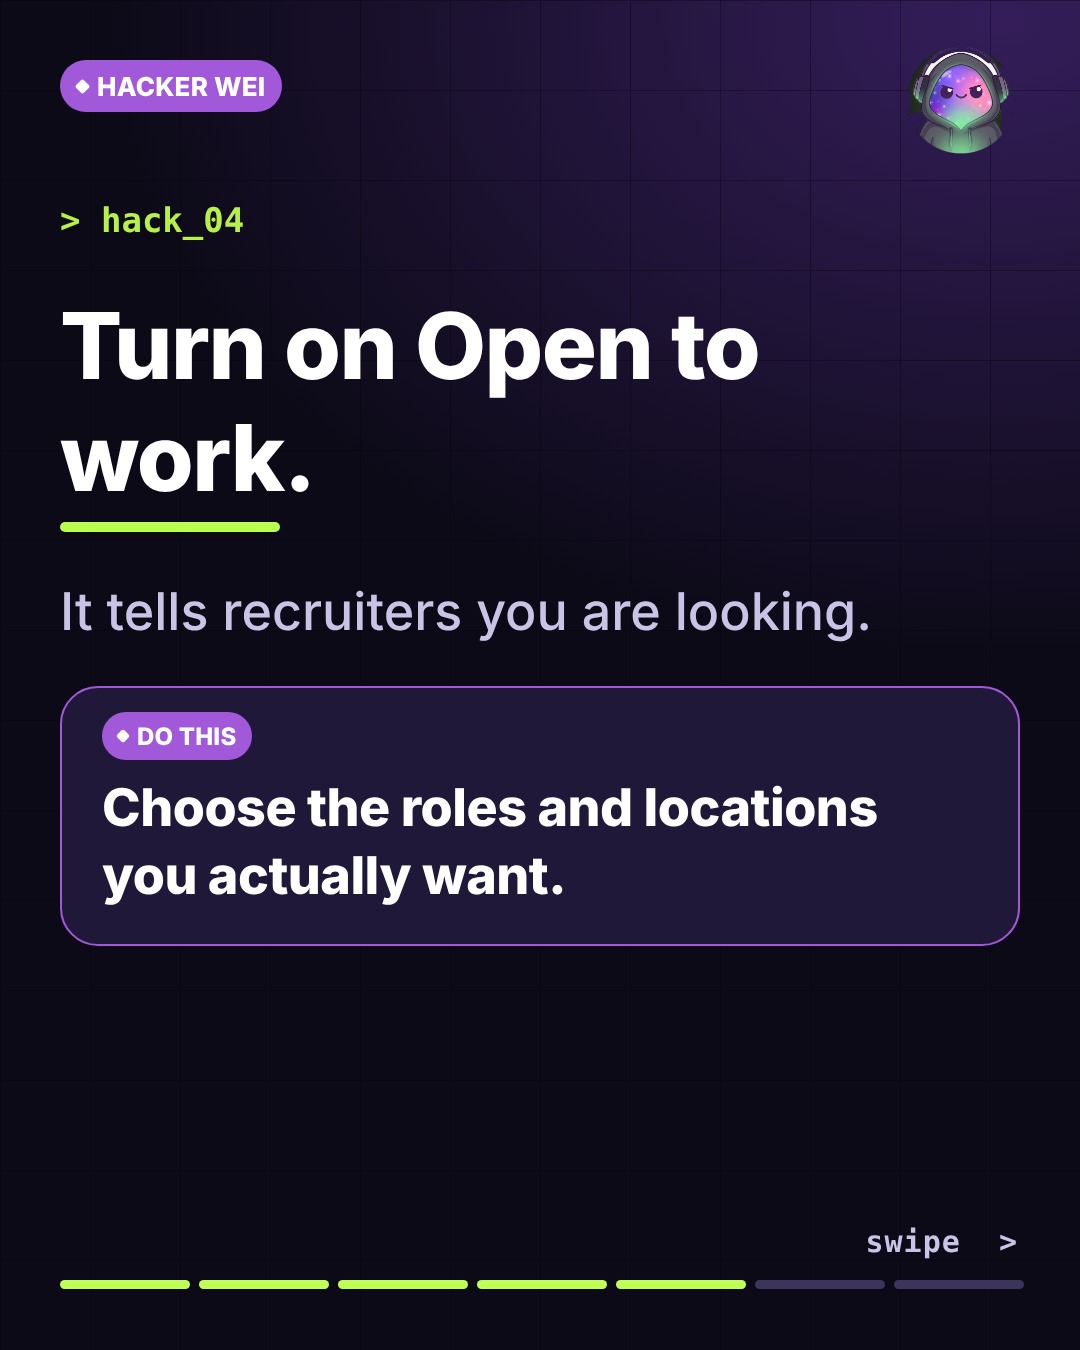 HACKER WEI
> hack_04
Turn on Open to
work.
It tells recruiters you are looking.
DO THIS
Choose the roles and locations
you actually want.
swipe >